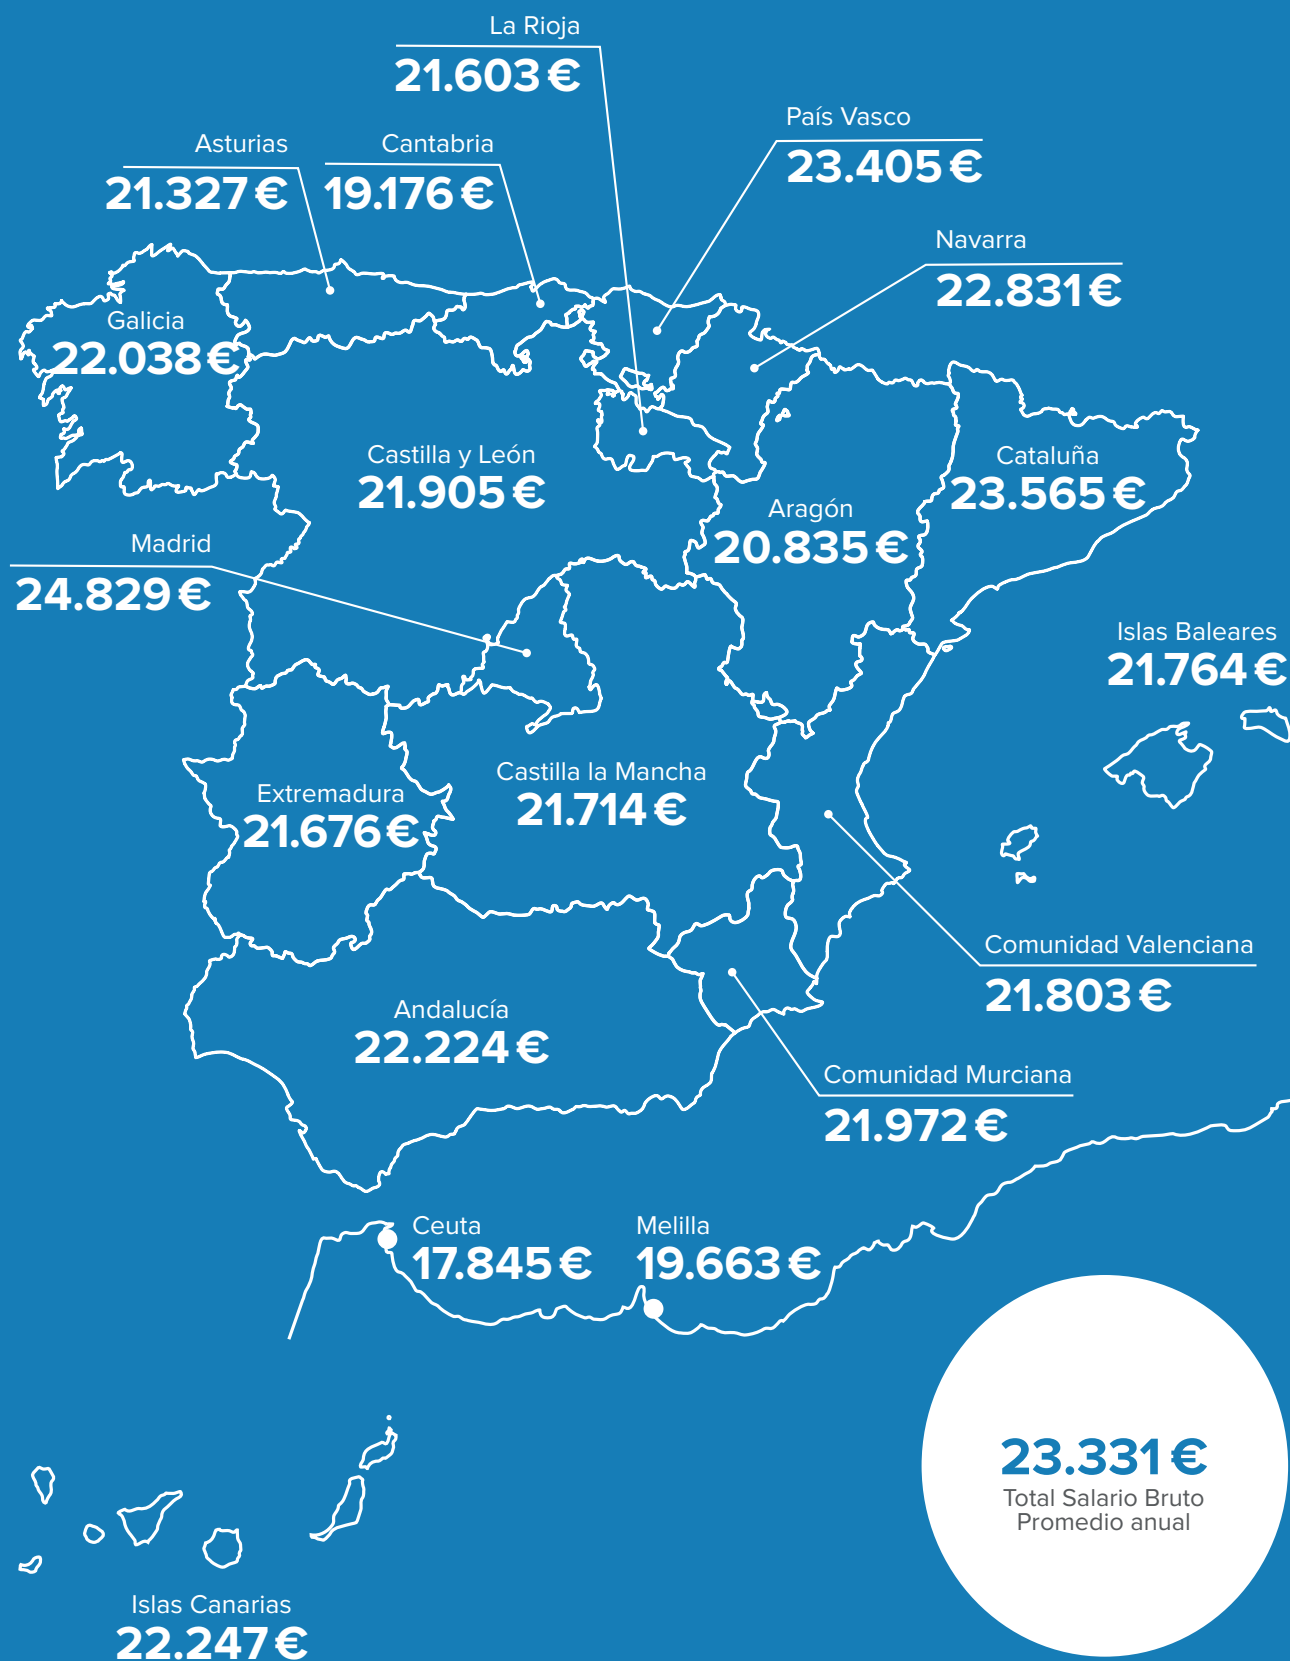 La Rioja
21.603 €
País Vasco
23.405 €
Asturias
21.327 €
Cantabria
19.176 €
Navarra
22.831 €
Galicia
22.038 €
Castilla y León
21.905 €
Cataluña
23.565 €
Aragón
20.835 €
Madrid
24.829 €
Islas Baleares
21.764 €
Castilla la Mancha
21.714 €
Extremadura
21.676 €
Comunidad Valenciana
21.803 €
Andalucía
22.224 €
Comunidad Murciana
21.972 €
Ceuta
17.845 €
Melilla
19.663 €
23.331 €
Total Salario Bruto
Promedio anual
Islas Canarias
22.247 €